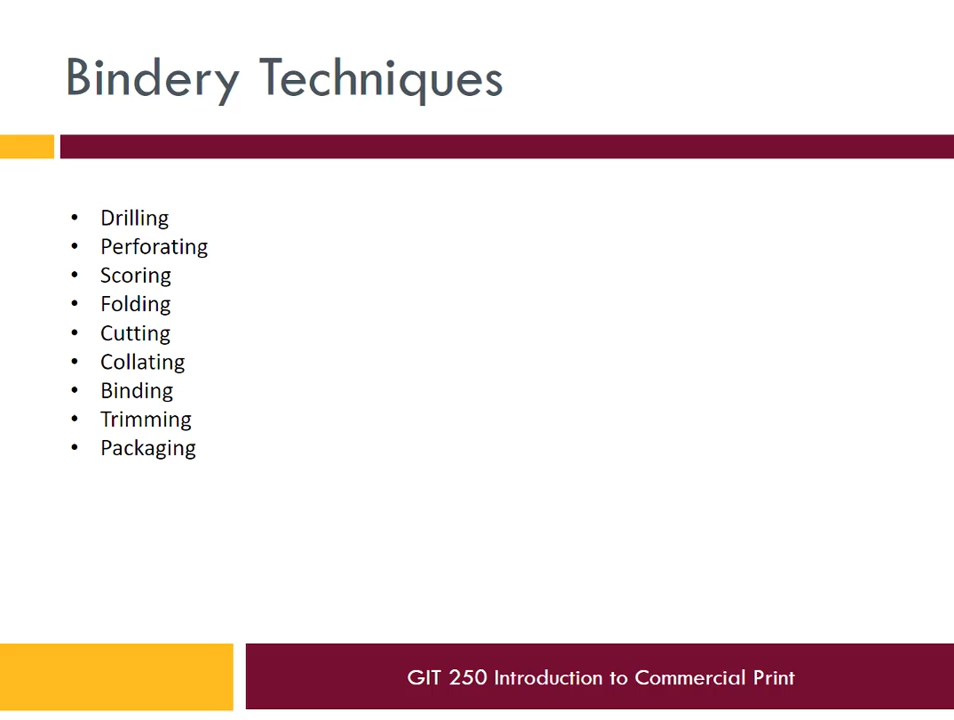 Bindery Techniques
• Drilling
• Perforating
• Scoring
• Folding
• Cutting
• Collating
• Binding
• Trimming
• Packaging
GIT 250 Introduction to Commercial Print